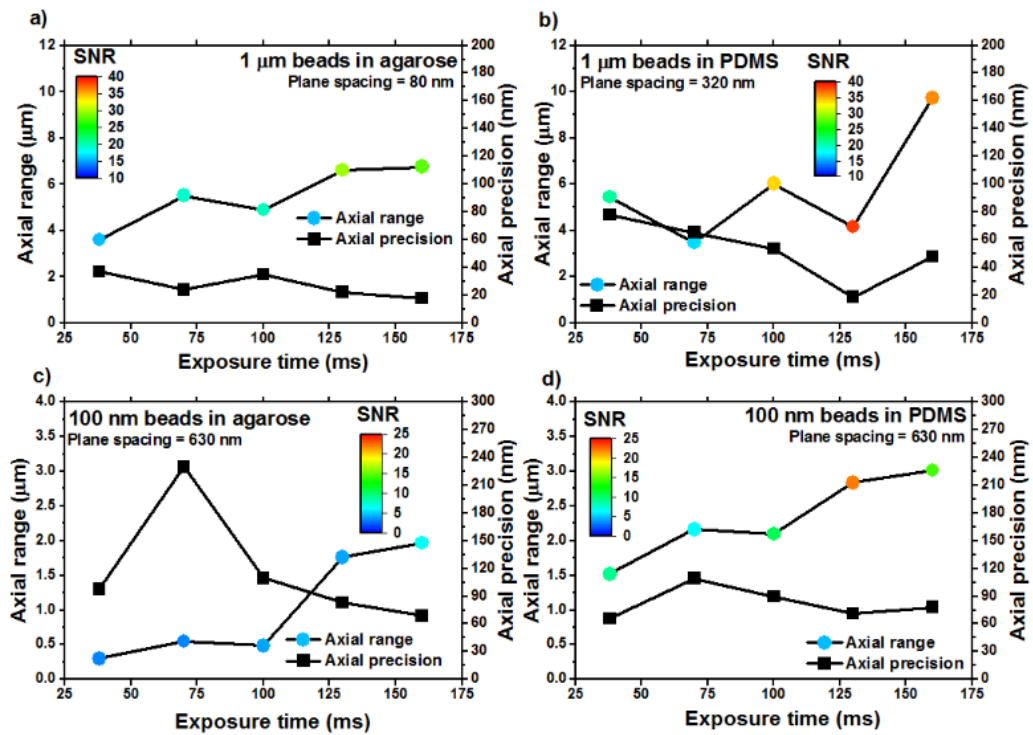 a)
SNR
40
35
30
25
20
15
10
1 μm beads in agarose
Plane spacing = 80 nm
Axial range
Axial precision
12
10
8
6
4
2
0
Axial range (μm)
200
180
160
140
120
100
80
60
40
20
0
Axial precision (nm)
25 50 75 100 125 150 175
Exposure time (ms)
b)
1 μm beads in PDMS
Plane spacing = 320 nm
SNR
40
35
30
25
20
15
10
Axial range
Axial precision
12
10
8
6
4
2
0
Axial range (μm)
200
180
160
140
120
100
80
60
40
20
0
Axial precision (nm)
25 50 75 100 125 150 175
Exposure time (ms)
c)
100 nm beads in agarose
Plane spacing = 630 nm
SNR
25
20
15
10
5
0
Axial range
Axial precision
4.0
3.5
3.0
2.5
2.0
1.5
1.0
0.5
0.0
Axial range (μm)
300
270
240
210
180
150
120
90
60
30
0
Axial precision (nm)
25 50 75 100 125 150 175
Exposure time (ms)
d)
SNR
25
20
15
10
5
0
100 nm beads in PDMS
Plane spacing = 630 nm
Axial range
Axial precision
4.0
3.5
3.0
2.5
2.0
1.5
1.0
0.5
0.0
Axial range (μm)
300
270
240
210
180
150
120
90
60
30
0
Axial precision (nm)
25 50 75 100 125 150 175
Exposure time (ms)